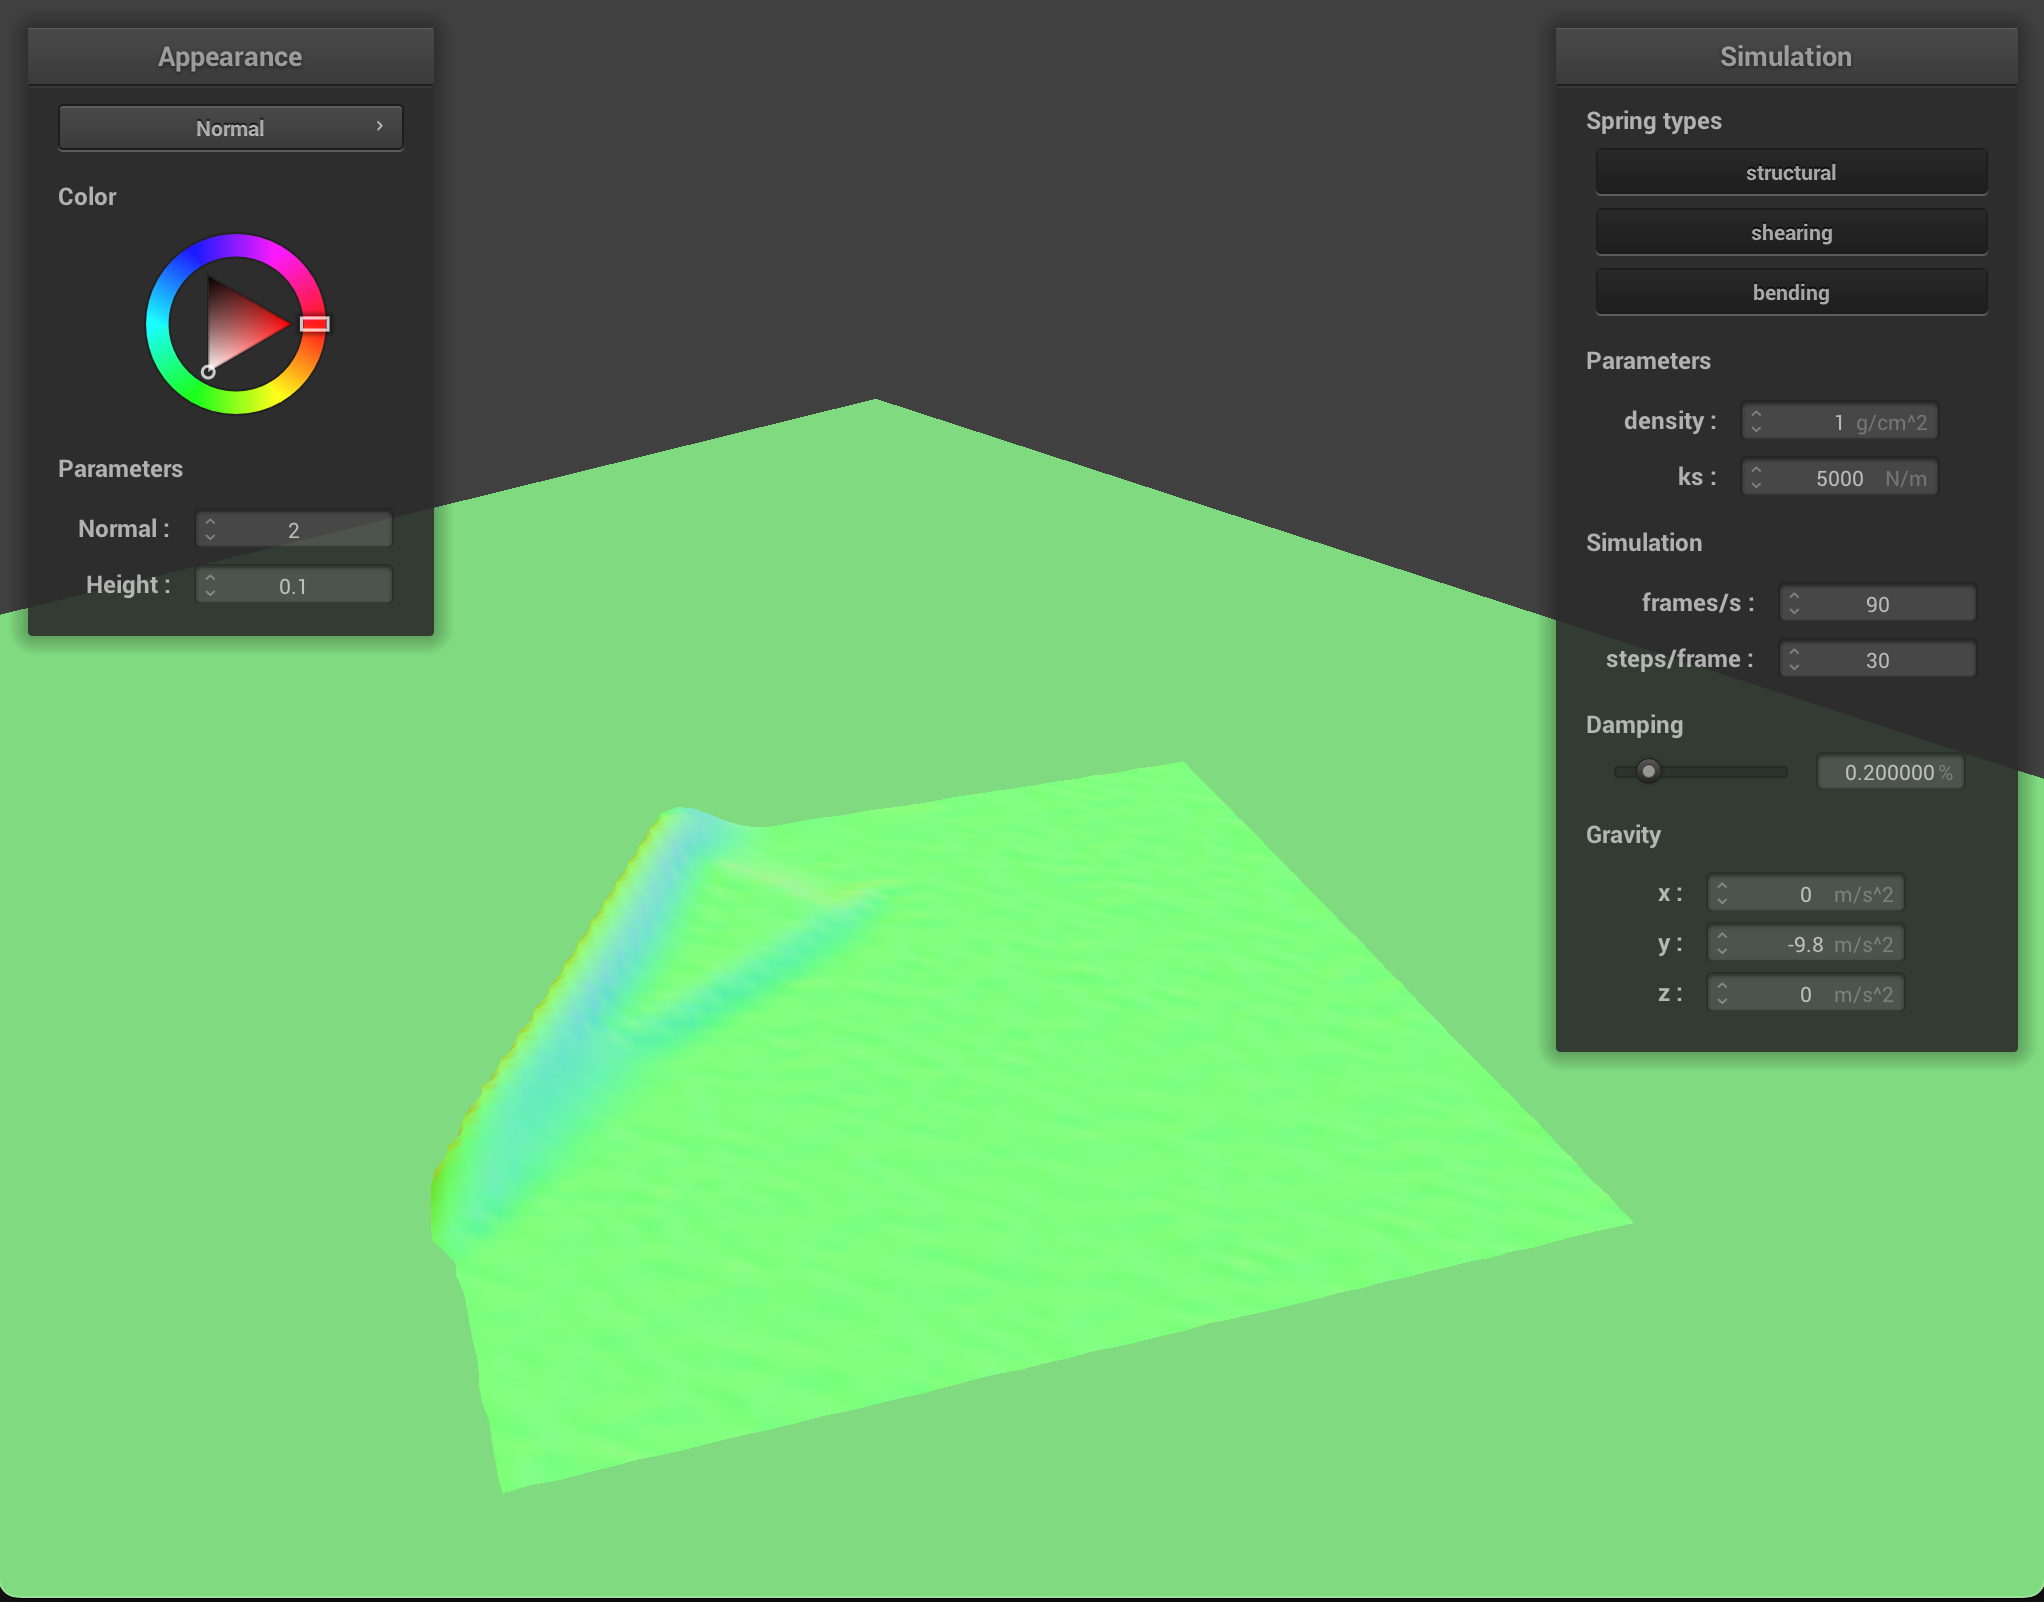 Appearance
Normal
Color
Parameters
Normal : 2
Height : 0.1
Simulation
Spring types
structural
shearing
bending
Parameters
density : 1 g/cm^2
ks : 5000 N/m
Simulation
frames/s : 90
steps/frame : 30
Damping
0.200000 %
Gravity
x : 0 m/s^2
y : -9.8 m/s^2
z : 0 m/s^2